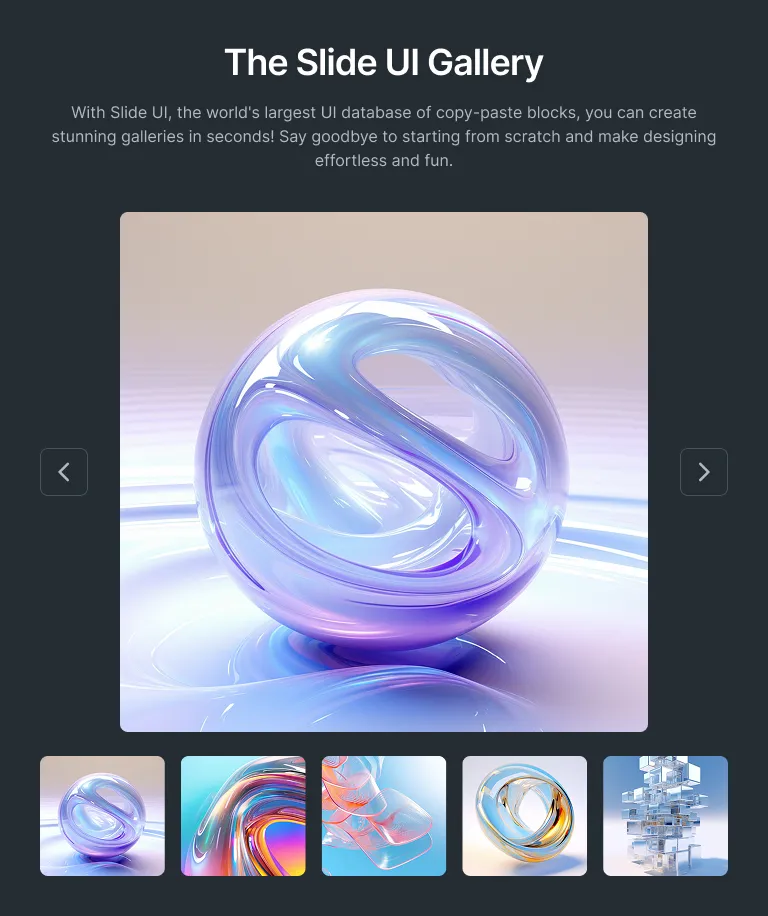 The Slide UI Gallery
With Slide UI, the world's largest UI database of copy-paste blocks, you can create
stunning galleries in seconds! Say goodbye to starting from scratch and make designing
effortless and fun.